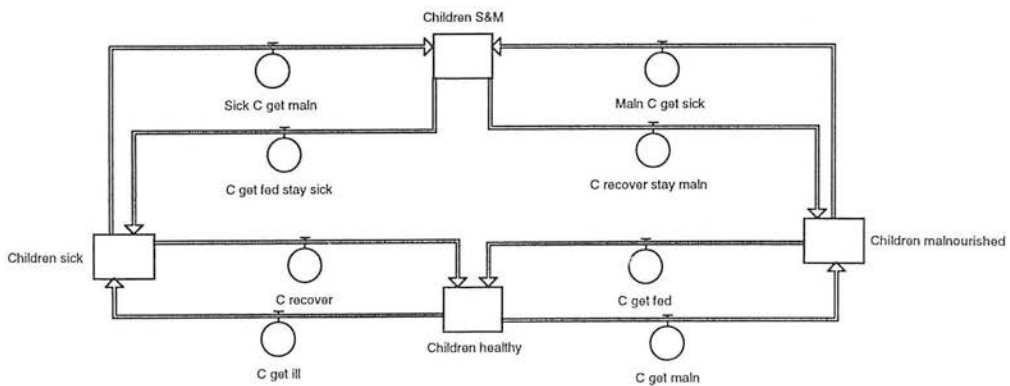 Children S&M
Sick C get maln
Maln C get sick
C get fed stay sick
C recover stay maln
Children sick
Children malnourished
C recover
C get fed
Children healthy
C get ill
C get maln